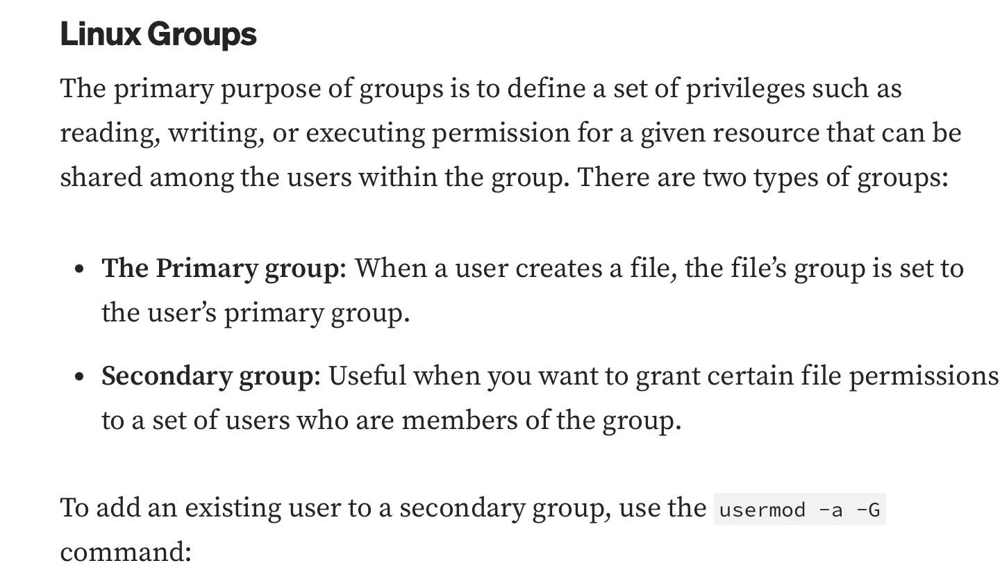 Linux Groups
The primary purpose of groups is to define a set of privileges such as
reading, writing, or executing permission for a given resource that can be
shared among the users within the group. There are two types of groups:
• The Primary group: When a user creates a file, the file’s group is set to
the user’s primary group.
• Secondary group: Useful when you want to grant certain file permissions
to a set of users who are members of the group.
To add an existing user to a secondary group, use the usermod -a -G
command: